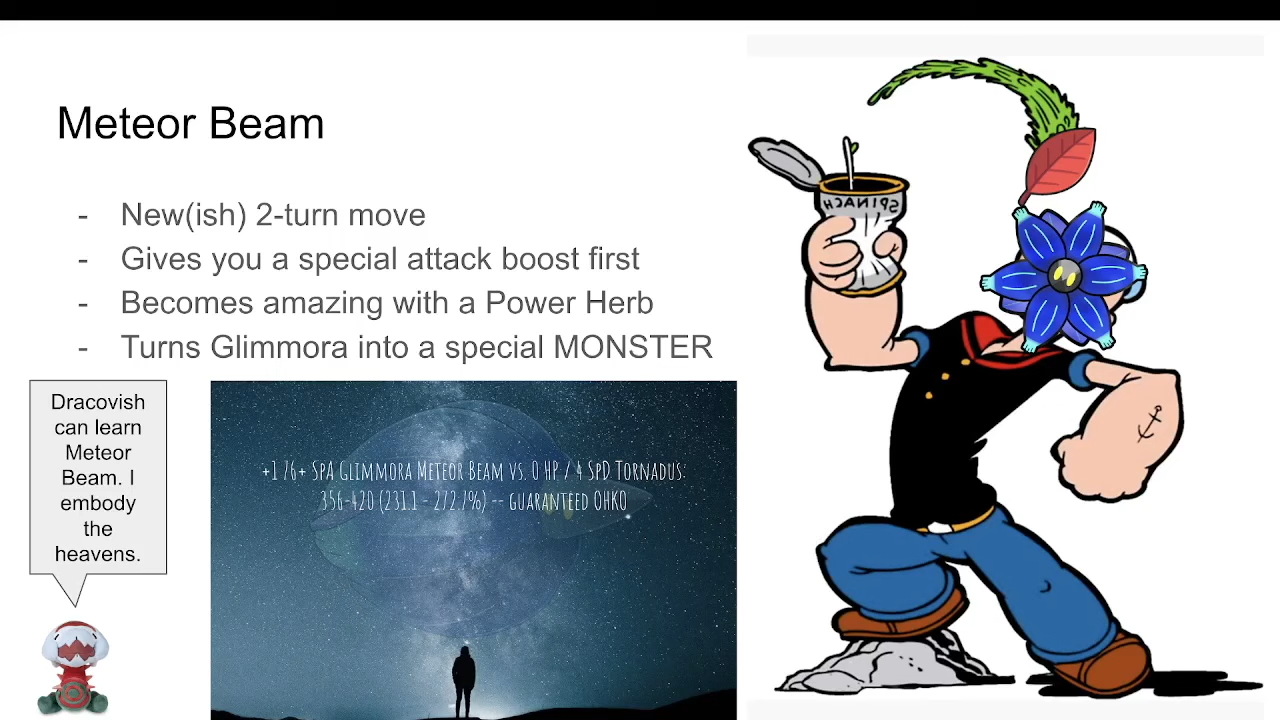 Meteor Beam
- New(ish) 2-turn move
- Gives you a special attack boost first
- Becomes amazing with a Power Herb
- Turns Glimmora into a special MONSTER
Dracovish
can learn
Meteor
Beam. I
embody
the
heavens.
+1 76+ SpA Glimmora Meteor Beam vs. 0 HP / 4 SpD Tornadus:
356-420 (231.1 - 272.7%) -- guaranteed OHKO
SPINACH